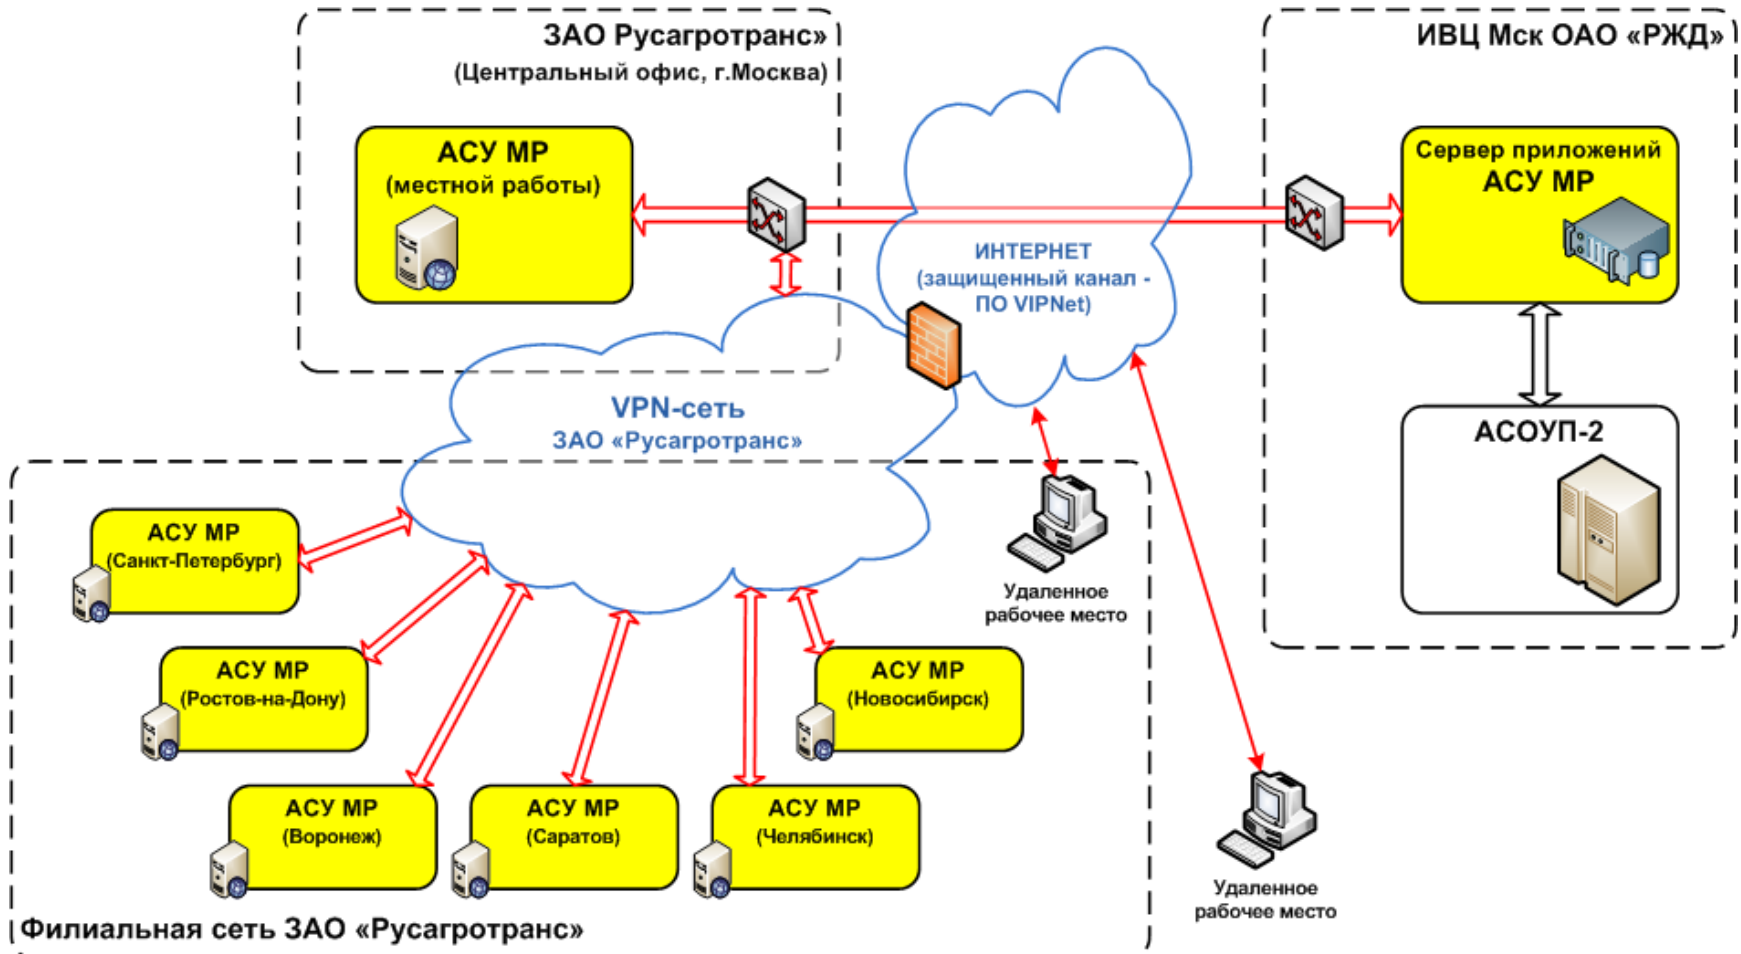 ЗАО Русагротранс»
(Центральный офис, г.Москва)
АСУ МР
(местной работы)
ИНТЕРНЕТ
(защищенный канал -
ПО VIPNet)
ИВЦ Мск ОАО «РЖД»
Сервер приложений
АСУ МР
АСОУП-2
VPN-сеть
ЗАО «Русагротранс»
АСУ МР
(Санкт-Петербург)
АСУ МР
(Ростов-на-Дону)
АСУ МР
(Воронеж)
АСУ МР
(Саратов)
АСУ МР
(Челябинск)
АСУ МР
(Новосибирск)
Удаленное
рабочее место
Удаленное
рабочее место
Филиальная сеть ЗАО «Русагротранс»